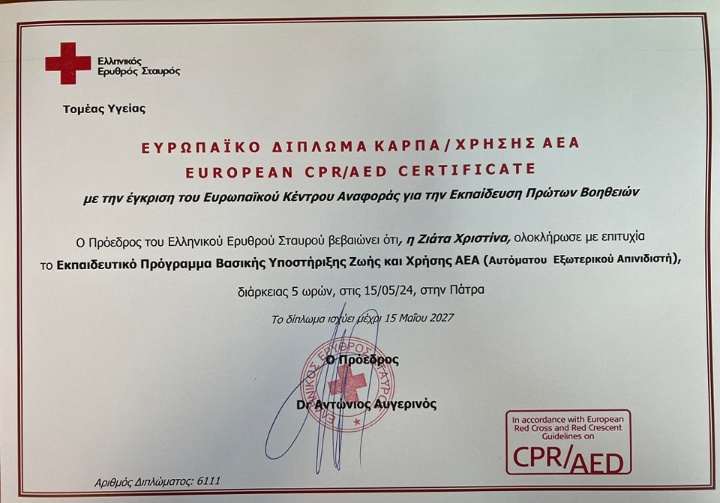 Ελληνικός
Ερυθρός Σταυρός
Τομέας Υγείας
ΕΥΡΩΠΑΪΚΟ ΔΙΠΛΩΜΑ ΚΑΡΠΑ/ΧΡΗΣΗΣ ΑΕΑ
EUROPEAN CPR/AED CERTIFICATE
με την έγκριση του Ευρωπαϊκού Κέντρου Αναφοράς για την Εκπαίδευση Πρώτων Βοηθειών
Ο Πρόεδρος του Ελληνικού Ερυθρού Σταυρού βεβαιώνει ότι, η Ζιάτα Χριστίνα, ολοκλήρωσε με επιτυχία
το Εκπαιδευτικό Πρόγραμμα Βασικής Υποστήριξης Ζωής και Χρήσης ΑΕΑ (Αυτόματου Εξωτερικού Απινιδιστή),
διάρκειας 5 ωρών, στις 15/05/24, στην Πάτρα
Το δίπλωμα ισχύει μέχρι 15 Μαΐου 2027
Ο Πρόεδρος
ΕΛΛΗΝΙΚΟΣ ΕΡΥΘΡΟΣ ΣΤΑΥΡΟΣ
Dr Αντώνιος Αυγερινός
In accordance with European
Red Cross and Red Crescent
Guidelines on
CPR/AED
Αριθμός Διπλώματος: 6111